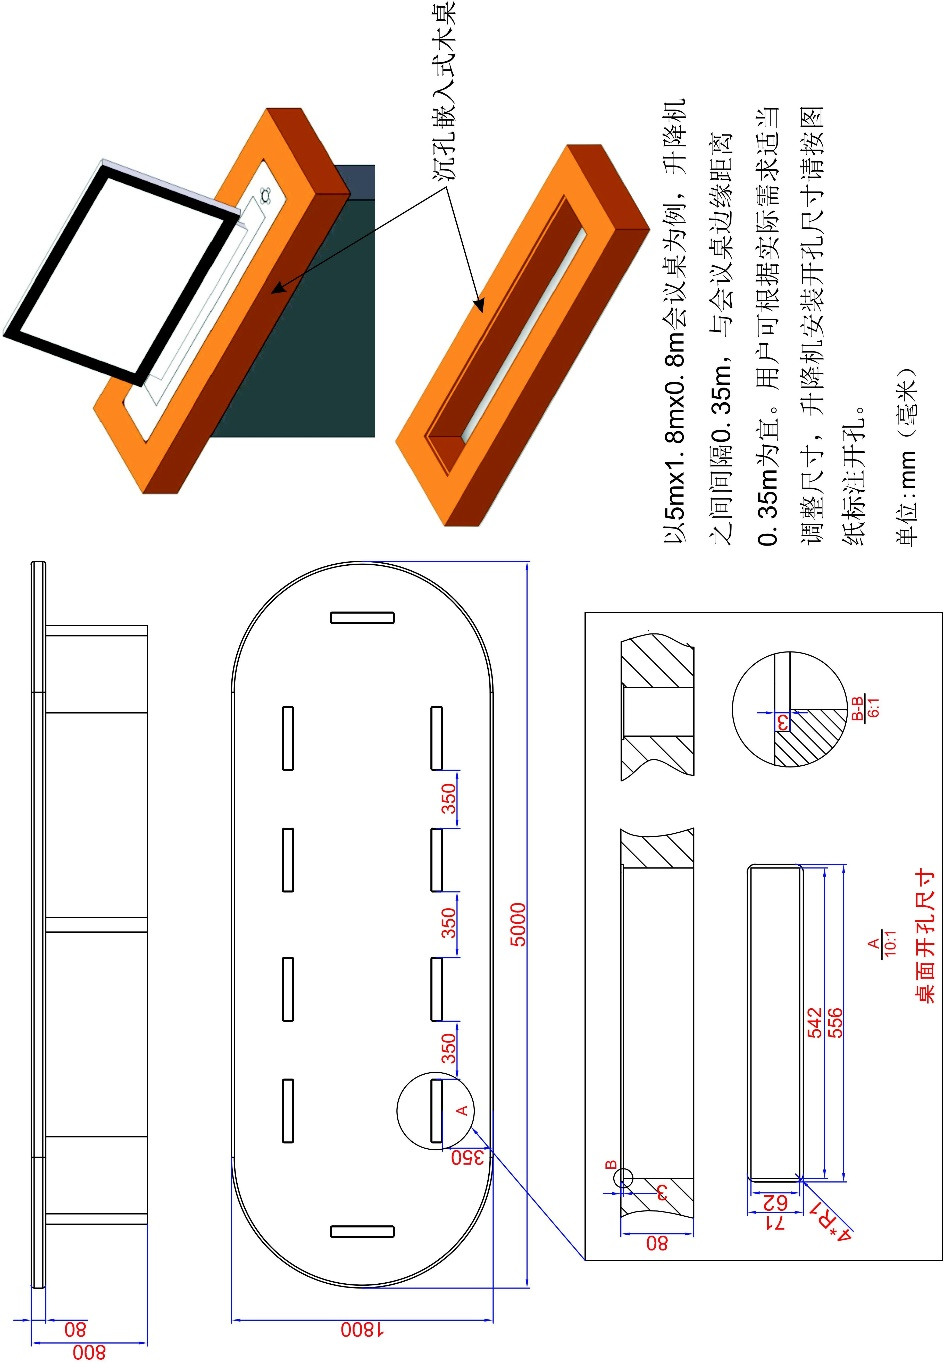 沉孔嵌入式木桌
以5mx1.8mx0.8m会议桌为例，升降机
之间间隔0.35m，与会议桌边缘距离
0.35m为宜。用户可根据实际需求适当
调整尺寸，升降机安装开孔尺寸请按图
纸标注开孔。
单位:mm（毫米）
80
800
350
350
350
350
A
5000
1800
B
3
80
3
B-B
6:1
542
556
62
71
4*R1
A
10:1
桌面开孔尺寸